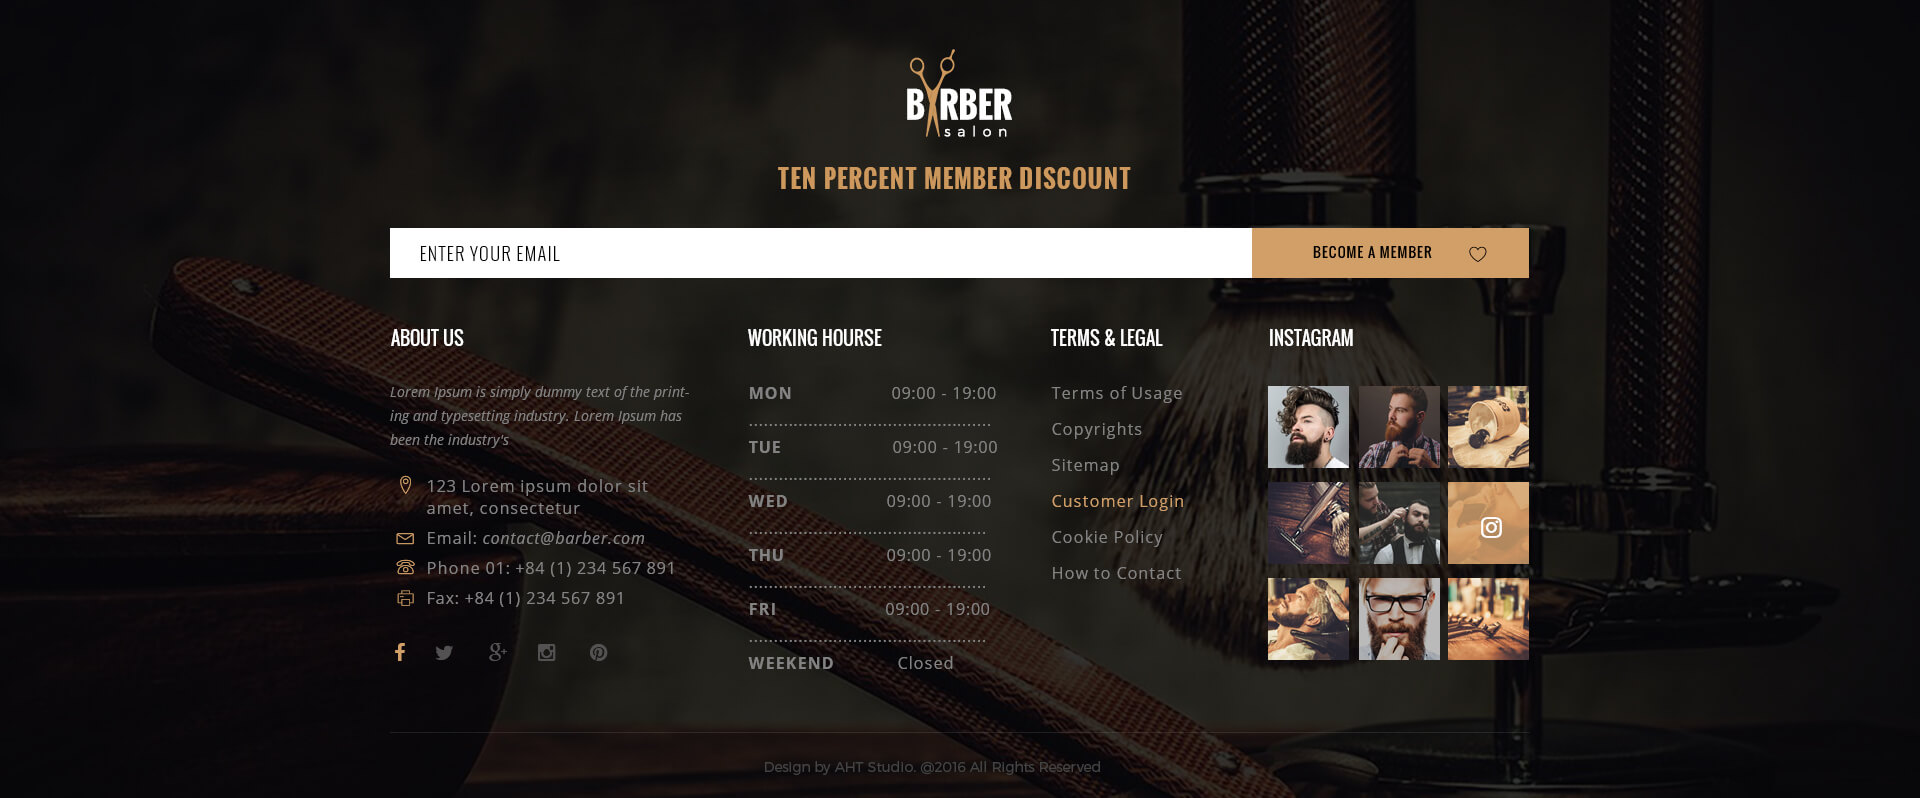 BARBER
salon
TEN PERCENT MEMBER DISCOUNT
ENTER YOUR EMAIL
BECOME A MEMBER
ABOUT US
Lorem Ipsum is simply dummy text of the print-
ing and typesetting industry. Lorem Ipsum has
been the industry's
123 Lorem ipsum dolor sit
amet, consectetur
Email: contact@barber.com
Phone 01: +84 (1) 234 567 891
Fax: +84 (1) 234 567 891
WORKING HOURSE
MON 09:00 - 19:00
TUE 09:00 - 19:00
WED 09:00 - 19:00
THU 09:00 - 19:00
FRI 09:00 - 19:00
WEEKEND Closed
TERMS & LEGAL
Terms of Usage
Copyrights
Sitemap
Customer Login
Cookie Policy
How to Contact
INSTAGRAM
Design by AHT Studio. @2016 All Rights Reserved